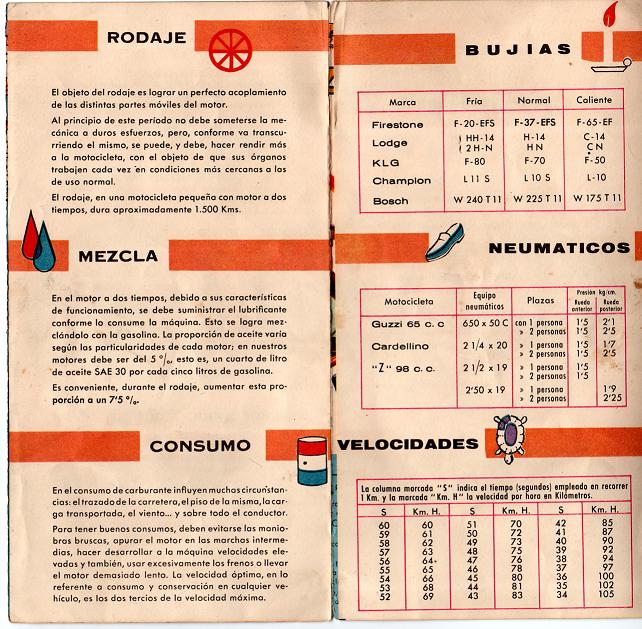 RODAJE
El objeto del rodaje es lograr un perfecto acoplamiento
de las distintas partes móviles del motor.
Al principio de este período no debe someterse la me-
cánica a duros esfuerzos, pero, conforme va transcu-
rriendo el mismo, se puede, y debe, hacer rendir más
a la motocicleta, con el objeto de que sus órganos
trabajen cada vez en condiciones más cercanas a las
de uso normal.
El rodaje, en una motocicleta pequeña con motor a dos
tiempos, dura aproximadamente 1.500 Kms.
MEZCLA
En el motor a dos tiempos, debido a sus características
de funcionamiento, se debe suministrar el lubrificante
conforme lo consume la máquina. Esto se logra mez-
clándolo con la gasolina. La proporción de aceite varía
según las particularidades de cada motor; en nuestros
motores debe ser del 5 %, esto es, un cuarto de litro
de aceite SAE 30 por cada cinco litros de gasolina.
Es conveniente, durante el rodaje, aumentar esta pro-
porción a un 7'5 %.
CONSUMO
En el consumo de carburante influyen muchas circunstan-
cias: el trazado de la carretera, el piso de la misma, la car-
ga transportada, el viento... y sobre todo el conductor.
Para tener buenos consumos, deben evitarse las manio-
bras bruscas, apurar el motor en las marchas interme-
dias, hacer desarrollar a la máquina velocidades ele-
vadas y también, usar excesivamente los frenos o llevar
el motor demasiado lento. La velocidad óptima, en lo
referente a consumo y conservación en cualquier ve-
hículo, es los dos tercios de la velocidad máxima.
BUJIAS
Marca Fría Normal Caliente
Firestone F-20-EFS F-37-EFS F-65-EF
Lodge HH-14 H-14 C-14
2H-N HN CN
KLG F-80 F-70 F-50
Champion L11 S L10 S L-10
Bosch W 240 T11 W 225 T11 W 175 T11
NEUMATICOS
Motocicleta Equipo neumáticos Plazas Presión kg/cm.
Rueda anterior Rueda posterior
Guzzi 65 c. c 650 x 50 C con 1 persona 1'5 2'1
» 2 personas 1'5 2'5
Cardellino 2 1/4 x 20 » 1 persona 1'5 1'7
» 2 personas 1'5 2'5
"Z" 98 c. c. 2 1/2 x 19 » 1 persona 1'5
» 2 personas 1'5
2'50 x 19 » 1 persona 1'9
» 2 personas 2'25
VELOCIDADES
La columna marcada "S" indica el tiempo (segundos) empleado en recorrer
1 Km. y la marcada "Km. H" la velocidad por hora en Kilómetros.
S Km. H. S Km. H. S Km. H.
60 60 51 70 42 85
59 61 50 72 41 87
58 62 49 73 40 90
57 63 48 75 39 92
56 64 47 76 38 94
55 65 46 78 37 97
54 66 45 80 36 100
53 68 44 81 35 102
52 69 43 83 34 105